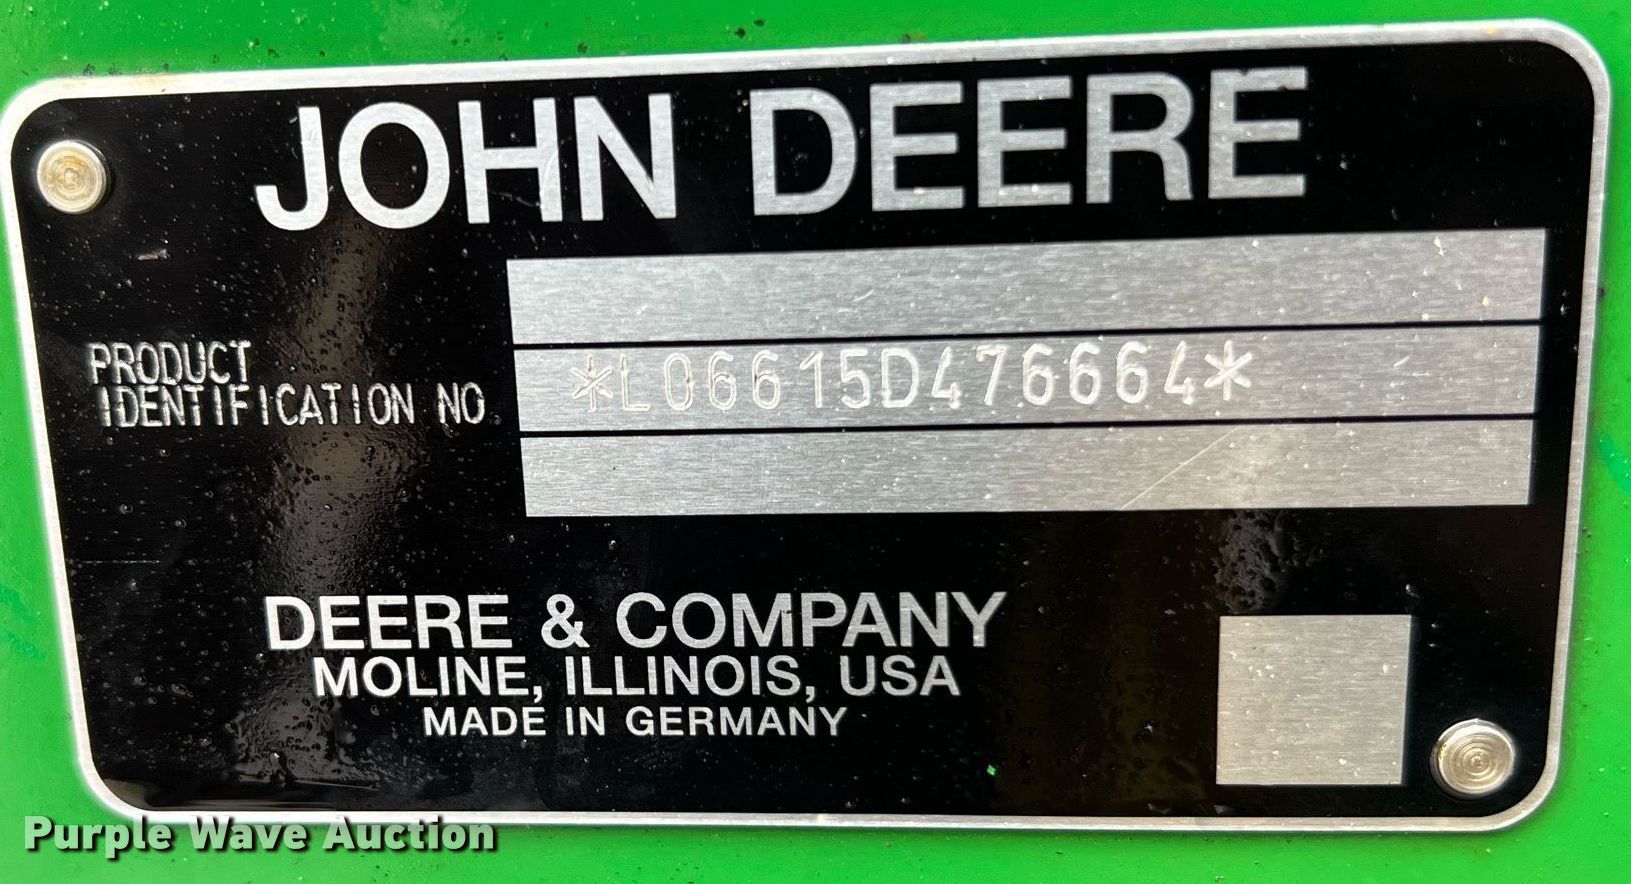 JOHN DEERE
PRODUCT
IDENTIFICATION NO
*L06615D476664*
DEERE & COMPANY
MOLINE, ILLINOIS, USA
MADE IN GERMANY
Purple Wave Auction